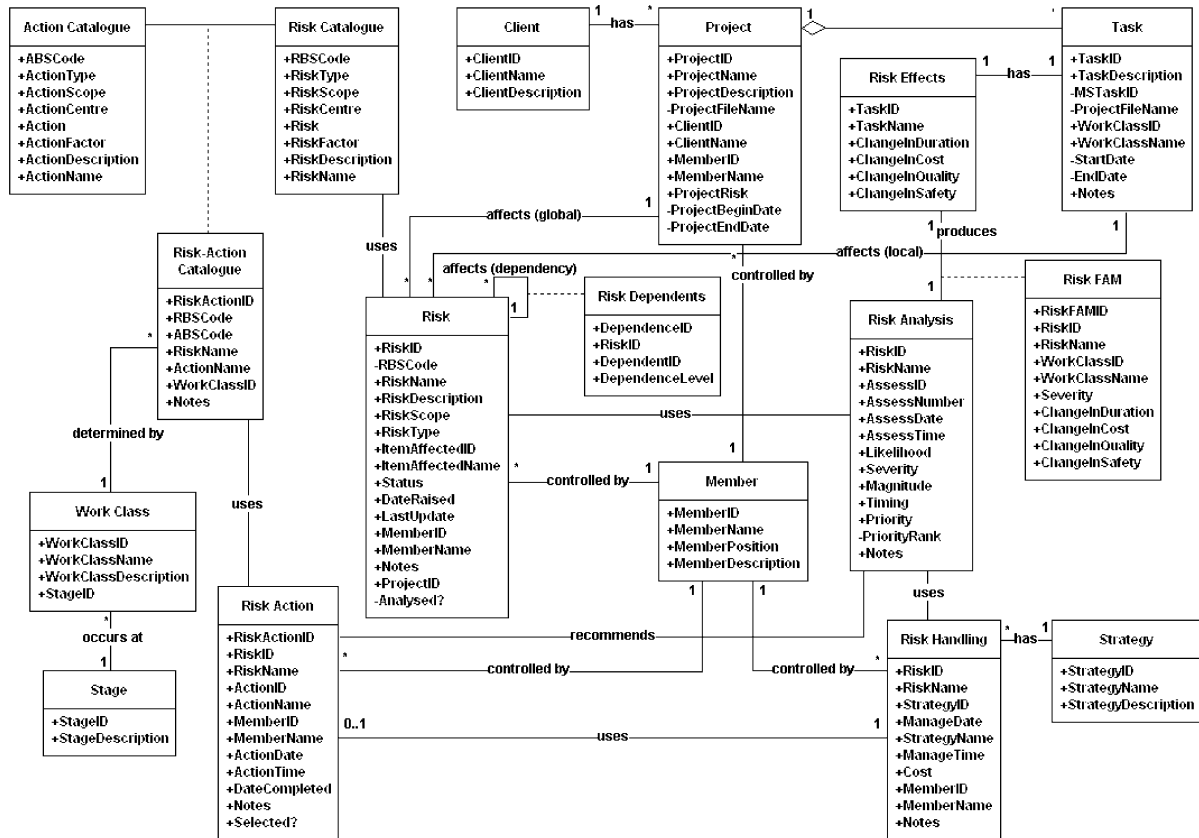 Action Catalogue
+ABSCode
+ActionType
+ActionScope
+ActionCentre
+Action
+ActionFactor
+ActionDescription
+ActionName
Risk Catalogue
+RBSCode
+RiskType
+RiskScope
+RiskCentre
+Risk
+RiskFactor
+RiskDescription
+RiskName
Client
+ClientID
+ClientName
+ClientDescription
1
has
*
Project
+ProjectID
+ProjectName
+ProjectDescription
-ProjectFileName
+ClientID
+ClientName
+MemberID
+MemberName
+ProjectRisk
-ProjectBeginDate
-ProjectEndDate
1
*
Task
+TaskID
+TaskDescription
-MSTaskID
-ProjectFileName
+WorkClassID
+WorkClassName
-StartDate
-EndDate
+Notes
Risk Effects
+TaskID
+TaskName
+ChangeInDuration
+ChangeInCost
+ChangeInQuality
+ChangeInSafety
1
has
1
uses
affects (global)
1
*
affects (local)
1
*
affects (dependency)
*
1
1
produces
1
*
controlled by
1
Risk-Action
Catalogue
+RiskActionID
+RBSCode
+ABSCode
+RiskName
+ActionName
+WorkClassID
+Notes
*
determined by
1
uses
Risk
+RiskID
-RBSCode
+RiskName
+RiskDescription
+RiskScope
+RiskType
+ItemAffectedID
+ItemAffectedName
+Status
+DateRaised
+LastUpdate
+MemberID
+MemberName
+Notes
+ProjectID
-Analysed?
Risk Dependents
+DependenceID
+RiskID
+DependentID
+DependenceLevel
Risk Analysis
+RiskID
+RiskName
+AssessID
+AssessNumber
+AssessDate
+AssessTime
+Likelihood
+Severity
+Magnitude
+Timing
+Priority
-PriorityRank
+Notes
Risk FAM
+RiskFAMID
+RiskID
+RiskName
+WorkClassID
+WorkClassName
+Severity
+ChangeInDuration
+ChangeInCost
+ChangeInQuality
+ChangeInSafety
uses
*
controlled by
1
Member
+MemberID
+MemberName
+MemberPosition
+MemberDescription
1
1
Work Class
+WorkClassID
+WorkClassName
+WorkClassDescription
+StageID
*
occurs at
1
Stage
+StageID
+StageDescription
Risk Action
+RiskActionID
+RiskID
+RiskName
+ActionID
+ActionName
+MemberID
+MemberName
+ActionDate
+ActionTime
+DateCompleted
+Notes
+Selected?
recommends
*
controlled by
controlled by
*
0..1
uses
1
uses
Risk Handling
+RiskID
+RiskName
+StrategyID
+ManageDate
+StrategyName
+ManageTime
+Cost
+MemberID
+MemberName
+Notes
*
has
1
Strategy
+StrategyID
+StrategyName
+StrategyDescription